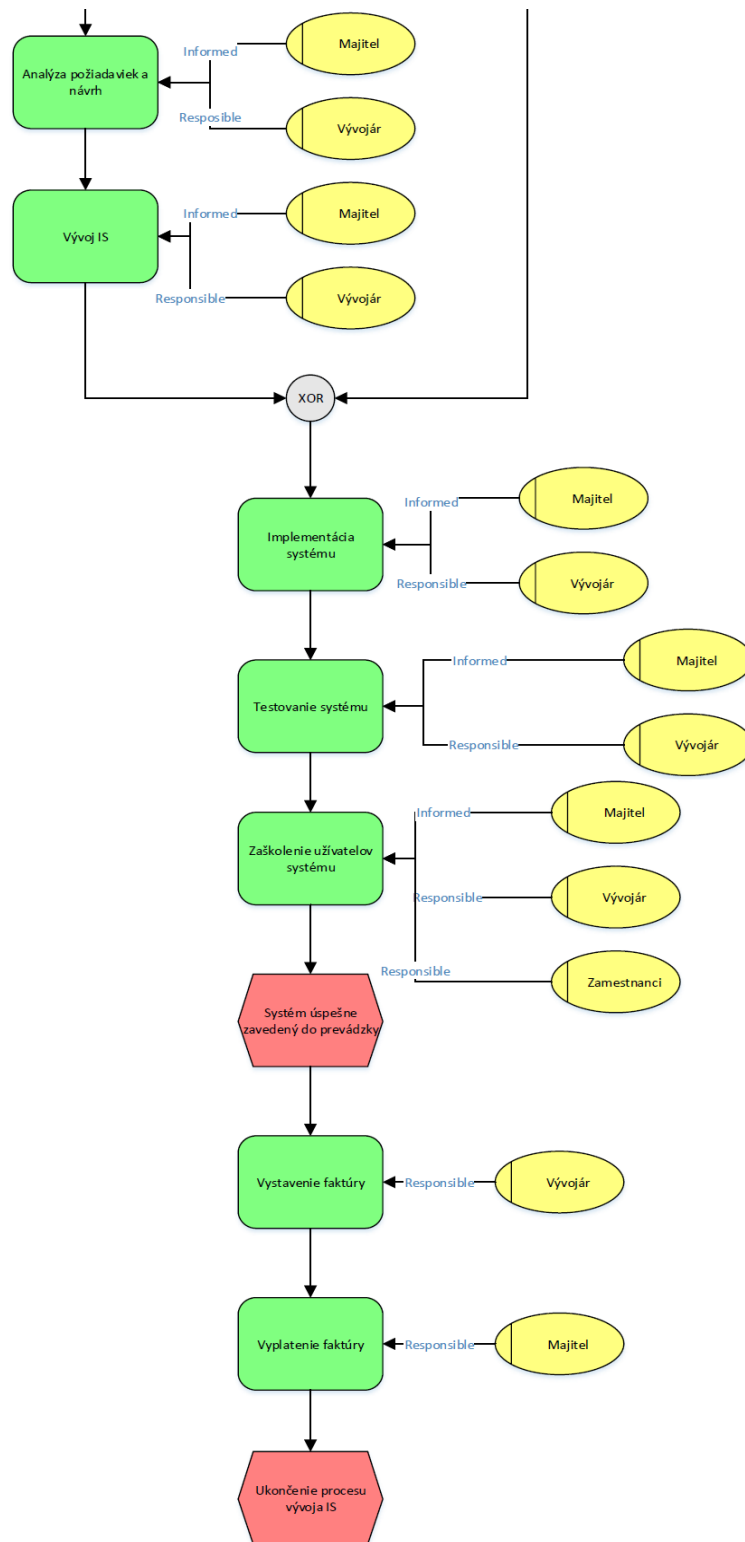 Informed
Majitel
Analýza požiadaviek a
návrh
Resposible
Vývojár
Informed
Majitel
Vývoj IS
Responsible
Vývojár
XOR
Informed
Majitel
Implementácia
systému
Responsible
Vývojár
Informed
Majitel
Testovanie systému
Responsible
Vývojár
Informed
Majitel
Zaškolenie užívatelov
systému
Responsible
Vývojár
Responsible
Zamestnanci
Systém úspešne
zavedený do prevádzky
Vystavenie faktúry
Responsible
Vývojár
Vyplatenie faktúry
Responsible
Majitel
Ukončenie procesu
vývoja IS